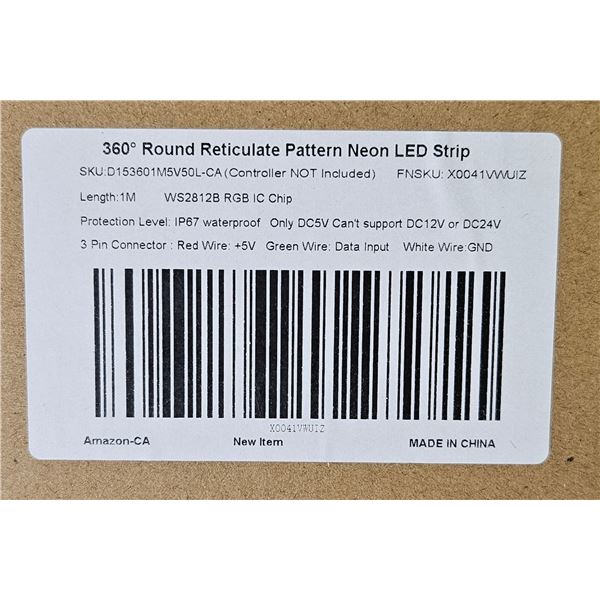 360° Round Reticulate Pattern Neon LED Strip
SKU:D153601M5V50L-CA (Controller NOT Included) FNSKU: X0041VWUIZ
Length:1M WS2812B RGB IC Chip
Protection Level: IP67 waterproof Only DC5V Can't support DC12V or DC24V
3 Pin Connector : Red Wire: +5V Green Wire: Data Input White Wire:GND
X0041VWUIZ
Amazon-CA New Item MADE IN CHINA